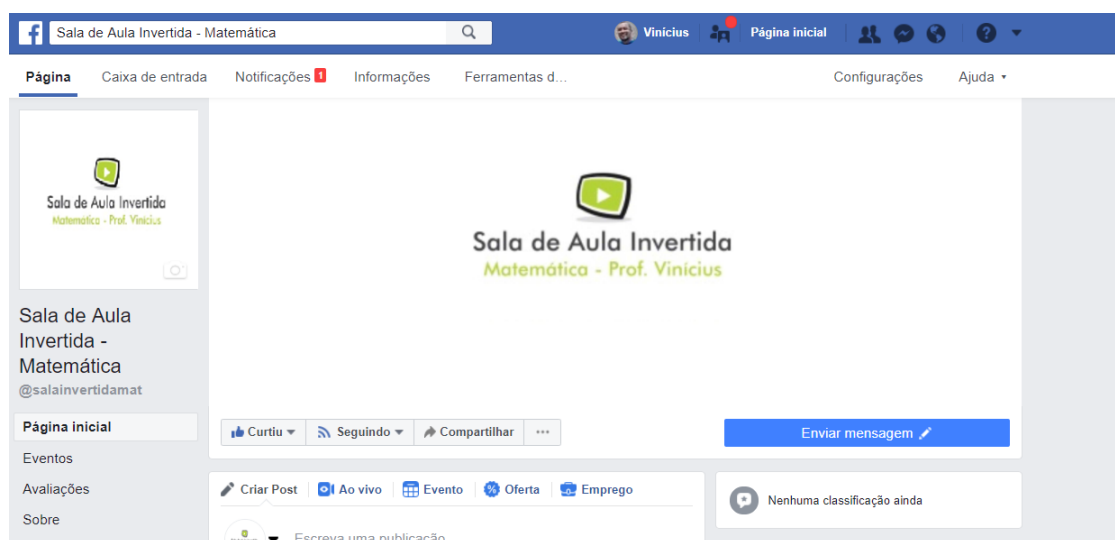 Sala de Aula Invertida - Matemática
Vinicius
Página inicial
Página Caixa de entrada Notificações 1 Informações Ferramentas d... Configurações Ajuda
Sala de Aula Invertida
Matemática - Prof. Vinícius
Sala de Aula Invertida
Matemática - Prof. Vinícius
Sala de Aula
Invertida -
Matemática
@salainvertidamat
Página inicial
Eventos
Avaliações
Sobre
Curtiu Seguindo Compartilhar ...
Enviar mensagem
Criar Post Ao vivo Evento Oferta Emprego
Escreva uma publicação
Nenhuma classificação ainda